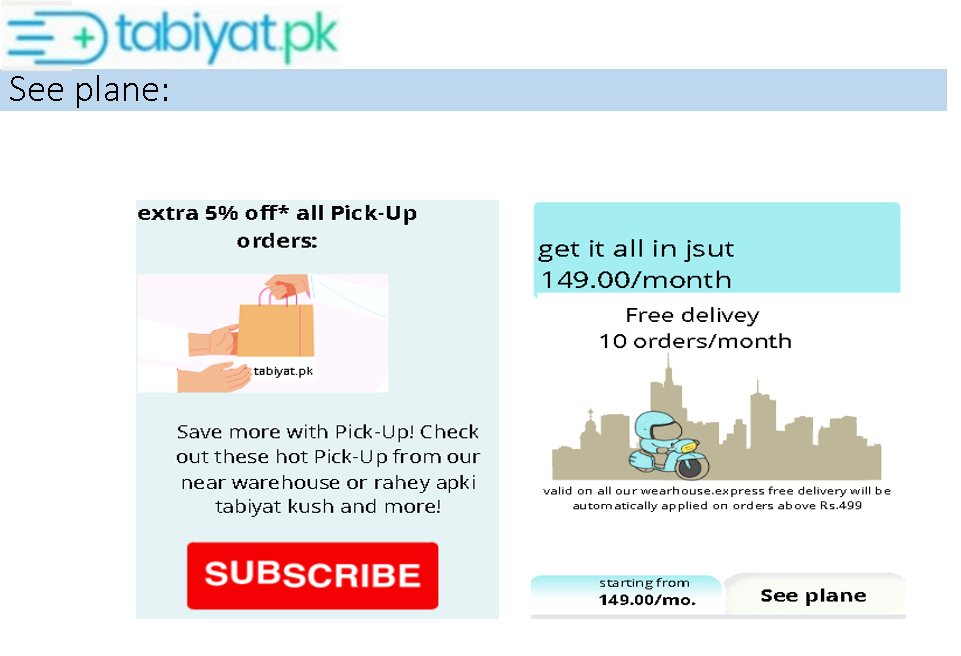 tabiyat.pk
See plane:
extra 5% off* all Pick-Up
orders:
tabiyat.pk
Save more with Pick-Up! Check
out these hot Pick-Up from our
near warehouse or rahey apki
tabiyat kush and more!
SUBSCRIBE
get it all in jsut
149.00/month
Free delivey
10 orders/month
valid on all our wearhouse.express free delivery will be
automatically applied on orders above Rs.499
starting from
149.00/mo.
See plane